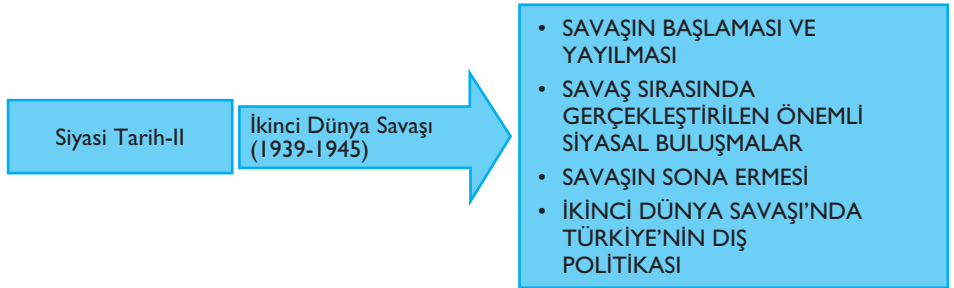 Siyasi Tarih-II
İkinci Dünya Savaşı
(1939-1945)
• SAVAŞIN BAŞLAMASI VE
YAYILMASI
• SAVAŞ SIRASINDA
GERÇEKLEŞTİRİLEN ÖNEMLİ
SİYASAL BULUŞMALAR
• SAVAŞIN SONA ERMESİ
• İKİNCİ DÜNYA SAVAŞI’NDA
TÜRKİYE’NİN DIŞ
POLİTİKASI